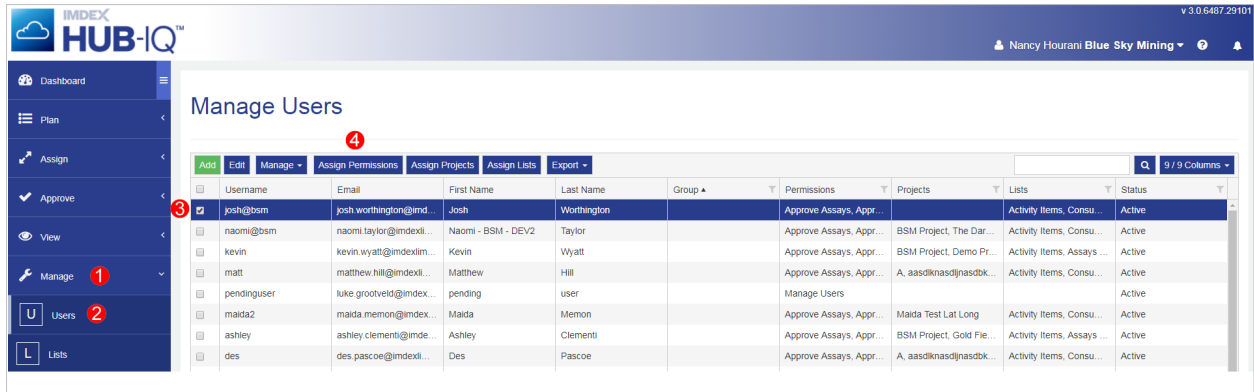 v 3.0.6487.29101
IMDEX
HUB-IQ™
Nancy Hourani Blue Sky Mining
Dashboard
Plan
Assign
Approve
View
Manage 1
U Users 2
L Lists
Manage Users
4
Add Edit Manage Assign Permissions Assign Projects Assign Lists Export 9 / 9 Columns
Username Email First Name Last Name Group Permissions Projects Lists Status
3 josh@bsm josh.worthington@imd... Josh Worthington Approve Assays, Appr... Activity Items, Consu... Active
naomi@bsm naomi.taylor@imdexli... Naomi - BSM - DEV2 Taylor Approve Assays, Appr... BSM Project, The Dar... Activity Items, Consu... Active
kevin kevin.wyatt@imdexlim... Kevin Wyatt Approve Assays, Appr... BSM Project, Demo Pr... Activity Items, Assays ... Active
matt matthew.hill@imdexli... Matthew Hill Approve Assays, Appr... A, aasdlknasdljnasdbk... Activity Items, Consu... Active
pendinguser luke.grootveld@imdex... pending user Manage Users Active
maida2 maida.memon@imdex... Maida Memon Approve Assays, Appr... Maida Test Lat Long Activity Items, Consu... Active
ashley ashley.clementi@imde... Ashley Clementi Approve Assays, Appr... BSM Project, Gold Fie... Activity Items, Assays ... Active
des des.pascoe@imdexli... Des Pascoe Approve Assays, Appr... A, aasdlknasdljnasdbk... Activity Items, Consu... Active